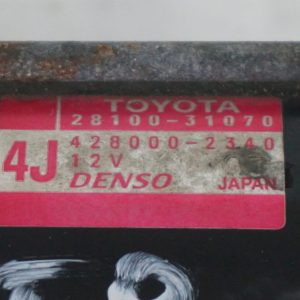 TOYOTA
28100-31070
4J
428000-2340
12V
DENSO JAPAN